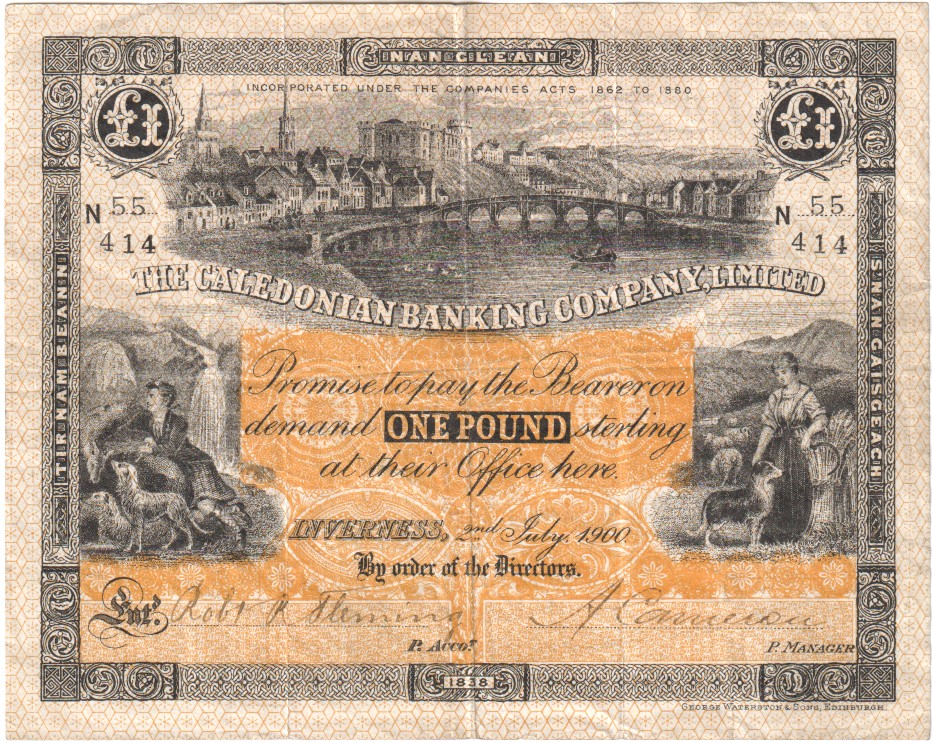 NAN GLEANN
INCORPORATED UNDER THE COMPANIES ACTS 1862 TO 1880
£1
£1
N 55
414
N 55
414
THE CALEDONIAN BANKING COMPANY, LIMITED
TIR NAM BEANN
SNAN GAISGEACH
Promise to pay the Bearer on
demand ONE POUND sterling
at their Office here.
INVERNESS, 2nd July. 1900.
By order of the Directors.
Entd. Robt R Fleming
A Cameron
P. Accot.
P. MANAGER
1838
GEORGE WATERSTON & SONS, EDINBURGH.